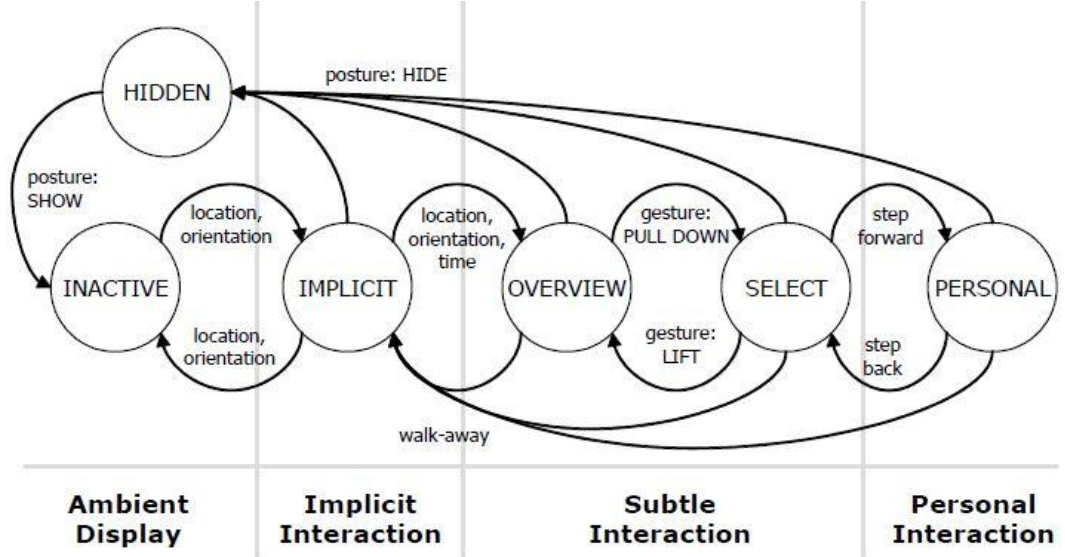 posture: HIDE
HIDDEN
posture:
SHOW
location,
orientation
location,
orientation,
time
gesture:
PULL DOWN
step
forward
INACTIVE
IMPLICIT
OVERVIEW
SELECT
PERSONAL
location,
orientation
gesture:
LIFT
step
back
walk-away
Ambient
Display
Implicit
Interaction
Subtle
Interaction
Personal
Interaction